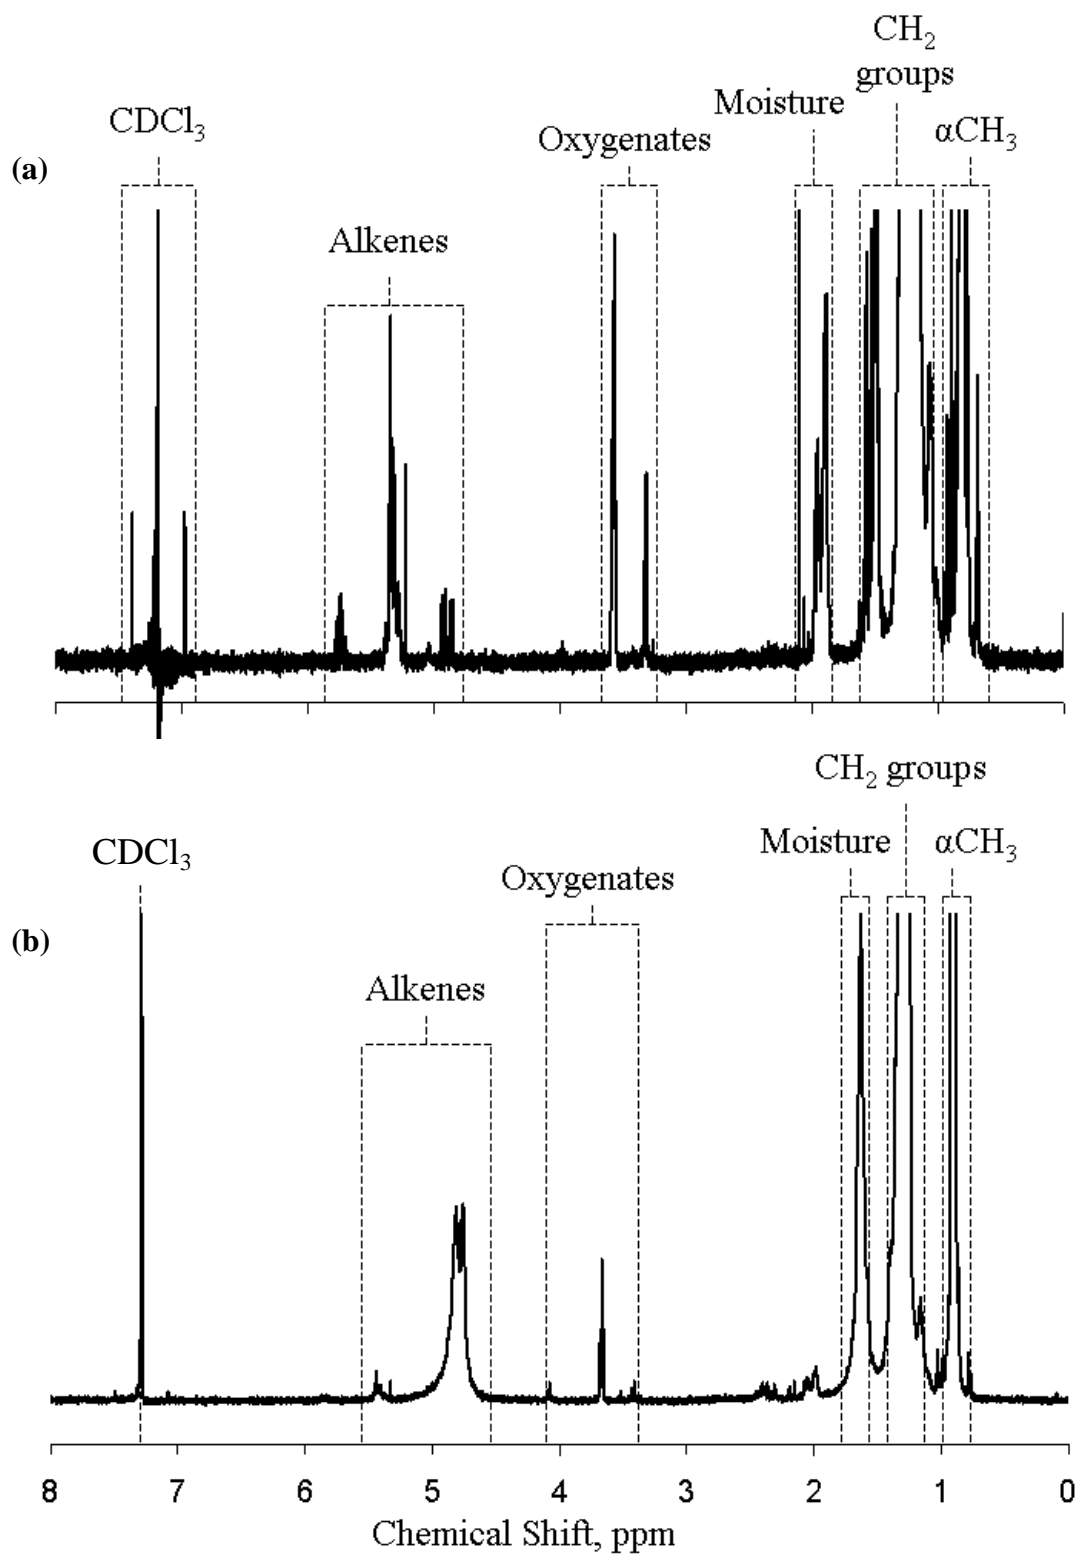 CH₂
groups
Moisture
CDCl₃
Oxygenates
αCH₃
(a)
Alkenes
CH₂ groups
Moisture
αCH₃
CDCl₃
Oxygenates
(b)
Alkenes
8 7 6 5 4 3 2 1 0
Chemical Shift, ppm